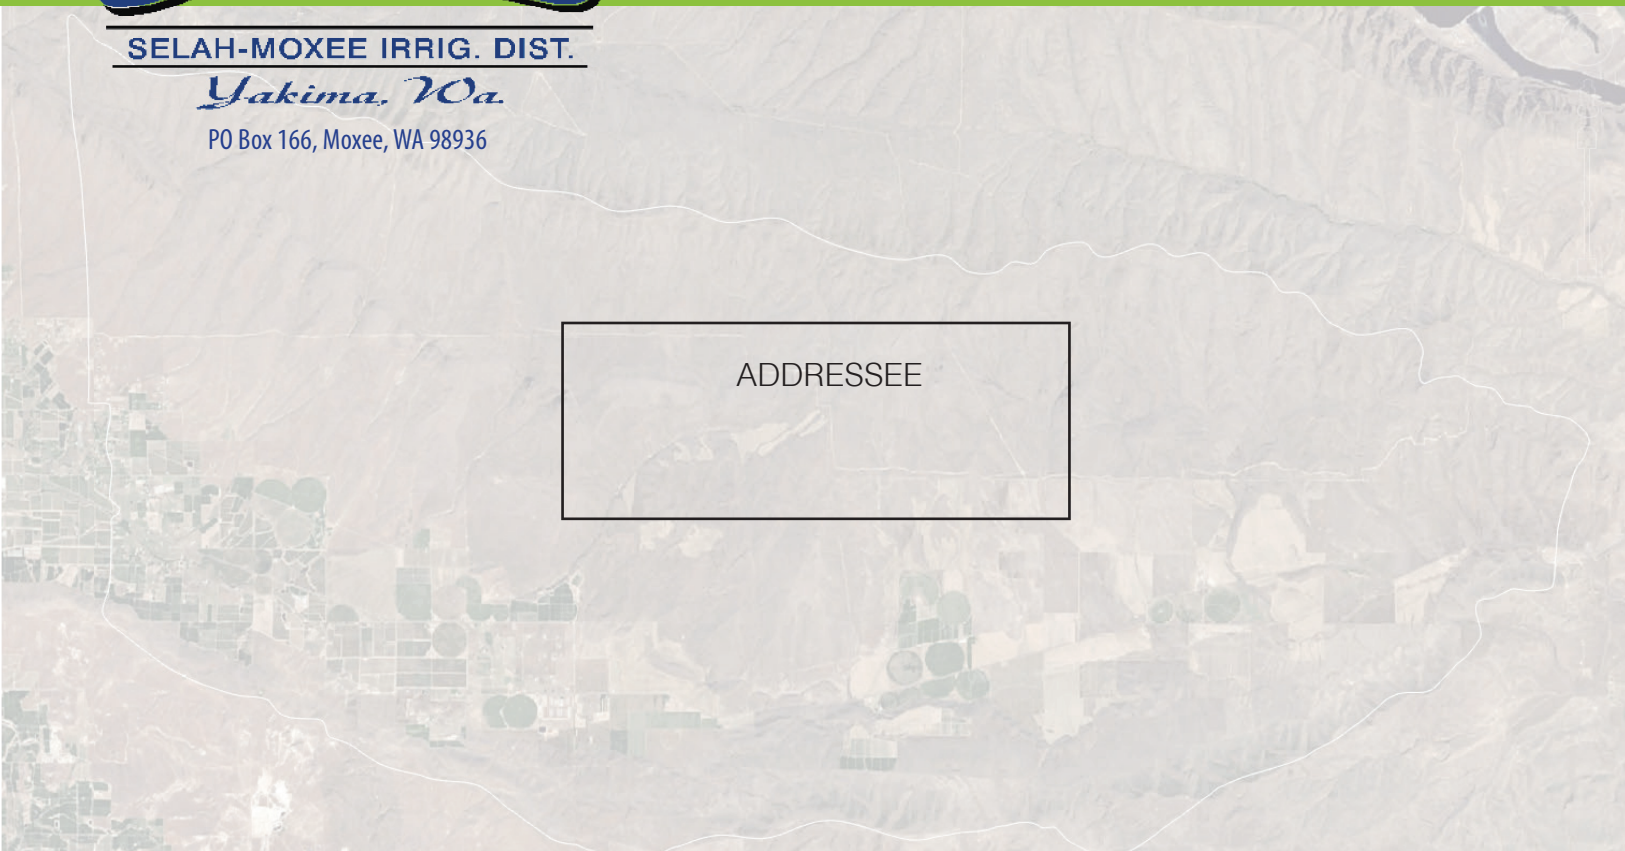 SELAH-MOXEE IRRIG. DIST.
Yakima, Wa.
PO Box 166, Moxee, WA 98936
ADDRESSEE